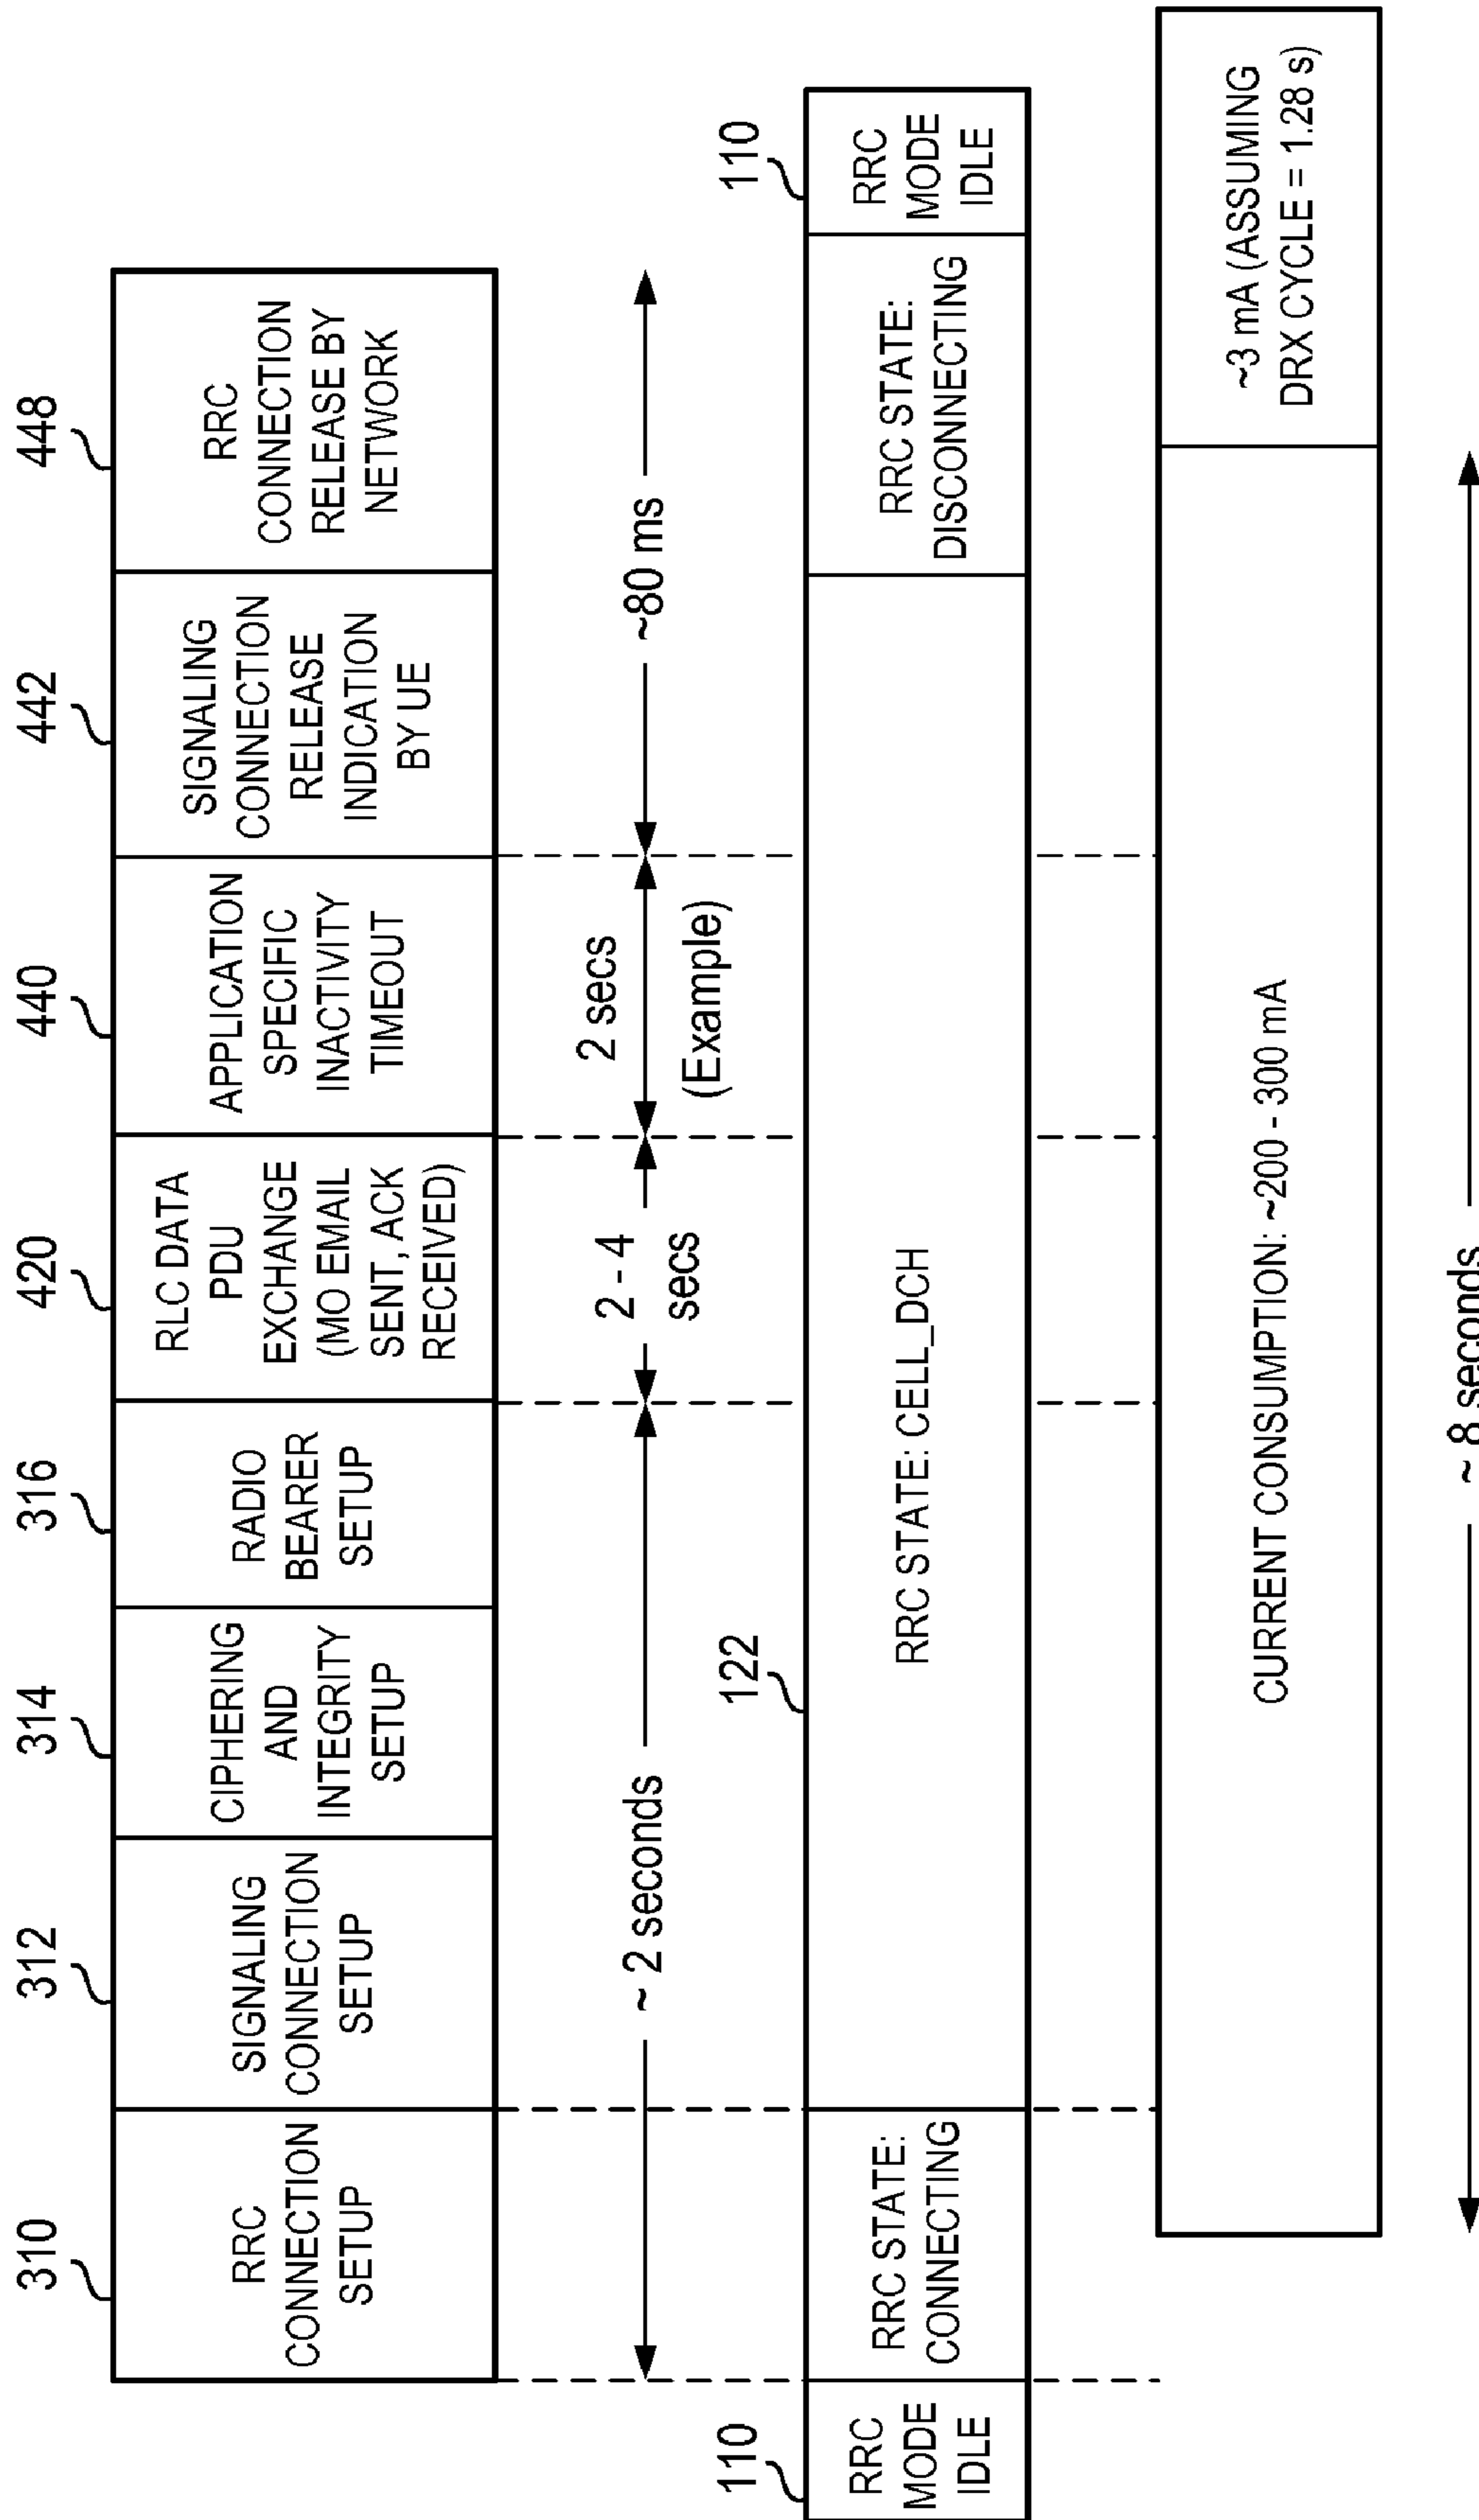 310
312
314
316
420
440
442
448
RRC
CONNECTION
SETUP
SIGNALING
CONNECTION
SETUP
CIPHERING
AND
INTEGRITY
SETUP
RADIO
BEARER
SETUP
RLC DATA
PDU
EXCHANGE
(MO EMAIL
SENT, ACK
RECEIVED)
APPLICATION
SPECIFIC
INACTIVITY
TIMEOUT
SIGNALING
CONNECTION
RELEASE
INDICATION
BY UE
RRC
CONNECTION
RELEASE BY
NETWORK
~ 2 seconds
2 - 4
secs
2 secs
(Example)
~80 ms
110
122
110
RRC
MODE
IDLE
RRC STATE:
CONNECTING
RRC STATE: CELL_DCH
RRC STATE:
DISCONNECTING
RRC
MODE
IDLE
CURRENT CONSUMPTION: ~200 - 300 mA
~3 mA (ASSUMING
DRX CYCLE = 1.28 s)
~ 8 seconds